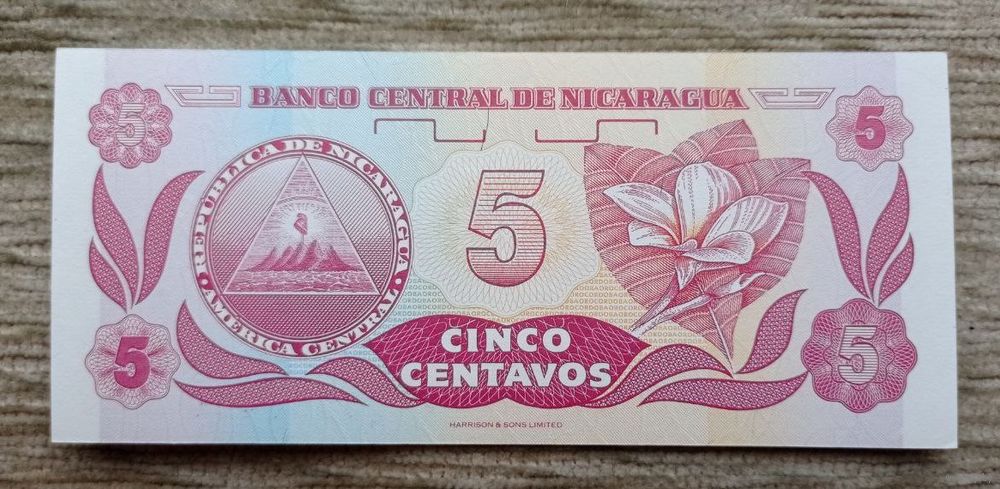 BANCO CENTRAL DE NICARAGUA
5
5
REPUBLICA DE NICARAGUA
AMERICA CENTRAL
5
CINCO
CENTAVOS
5
5
HARRISON & SONS LIMITED